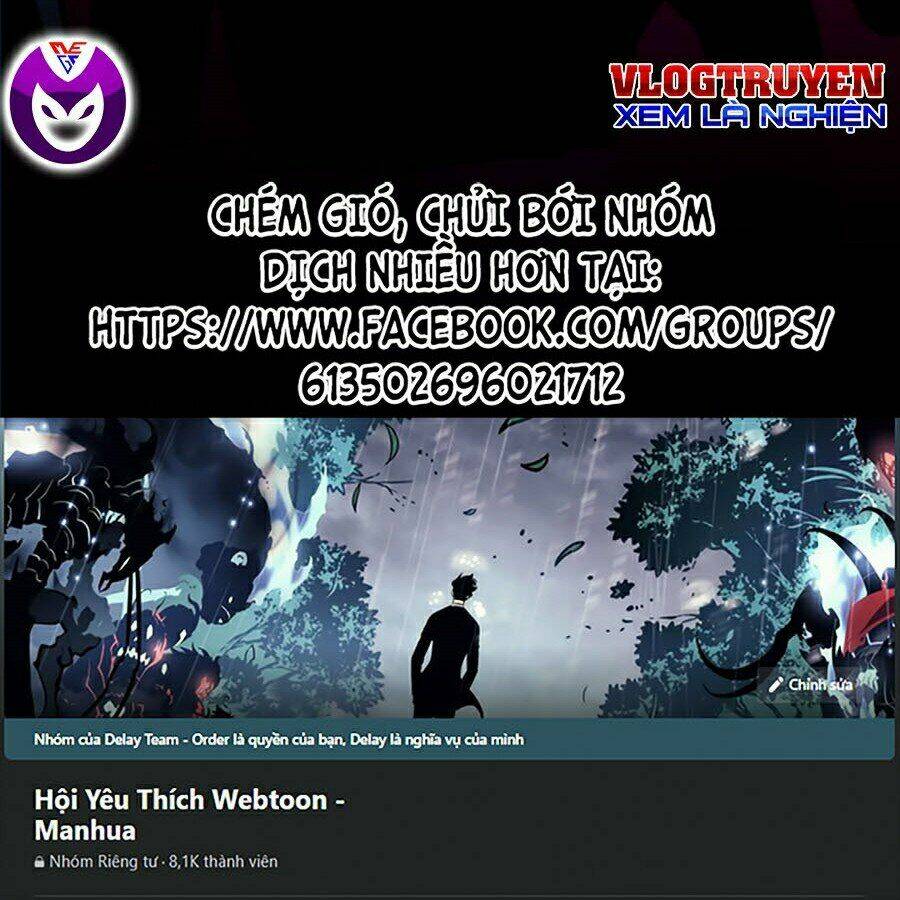 NE
GT
VLOGTRUYEN
XEM LÀ NGHIỆN
CHÉM GIÓ, CHỬI BỚI NHÓM
DỊCH NHIỀU HƠN TẠI:
HTTPS://WWW.FACEBOOK.COM/GROUPS/
613502696021712
Chỉnh sửa
Nhóm của Delay Team - Order là quyền của bạn, Delay là nghĩa vụ của mình
Hội Yêu Thích Webtoon -
Manhua
Nhóm Riêng tư · 8,1K thành viên